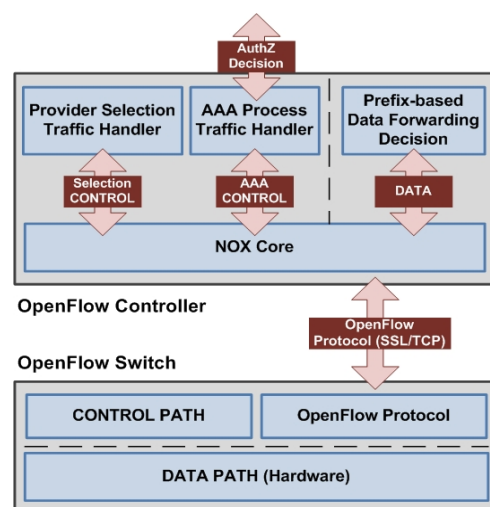 AuthZ
Decision
Provider Selection
Traffic Handler
AAA Process
Traffic Handler
Prefix-based
Data Forwarding
Decision
Selection
CONTROL
AAA
CONTROL
DATA
NOX Core
OpenFlow Controller
OpenFlow
Protocol (SSL/TCP)
OpenFlow Switch
CONTROL PATH
OpenFlow Protocol
DATA PATH (Hardware)